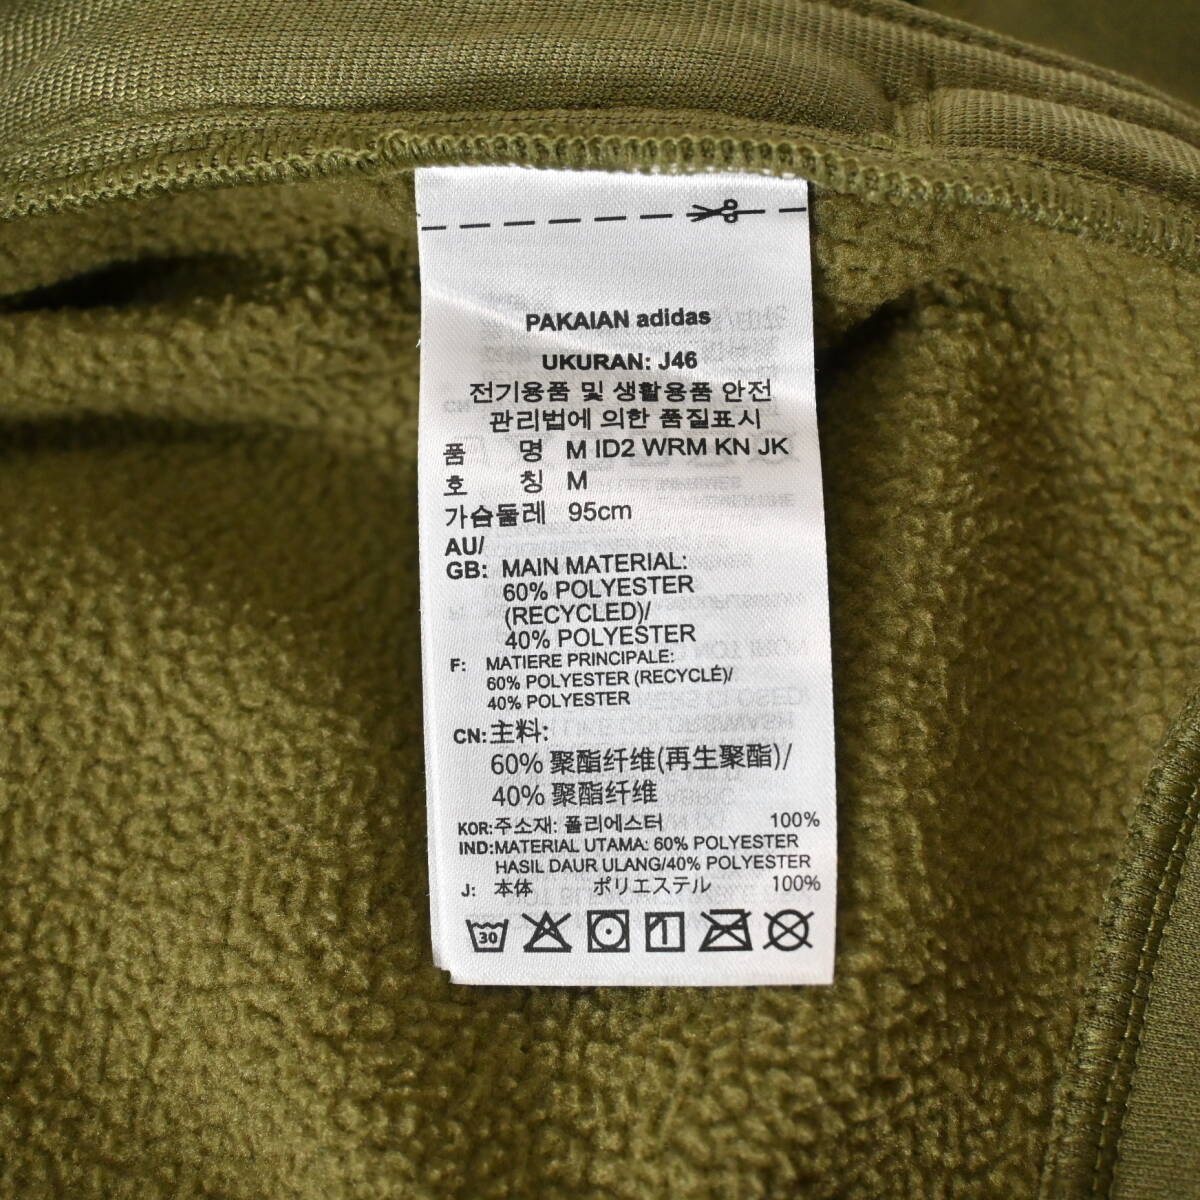 PAKAIAN adidas
UKURAN: J46
전기용품 및 생활용품 안전
관리법에 의한 품질표시
품 명 M ID2 WRM KN JK
호 칭 M
가슴둘레 95cm
AU/
GB: MAIN MATERIAL:
60% POLYESTER
(RECYCLED)/
40% POLYESTER
F: MATIERE PRINCIPALE:
60% POLYESTER (RECYCLÉ)/
40% POLYESTER
CN: 主料:
60% 聚酯纤维(再生聚酯)/
40% 聚酯纤维
KOR: 주소재: 폴리에스터 100%
IND: MATERIAL UTAMA: 60% POLYESTER
HASIL DAUR ULANG/40% POLYESTER
J: 本体 ポリエステル 100%
30